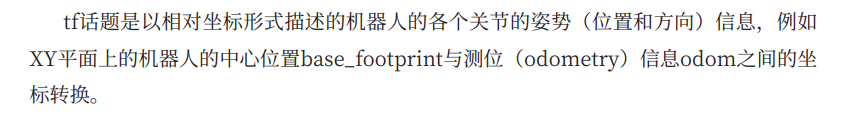 tf话题是以相对坐标形式描述的机器人的各个关节的姿势（位置和方向）信息，例如
XY平面上的机器人的中心位置base_footprint与测位（odometry）信息odom之间的坐
标转换。